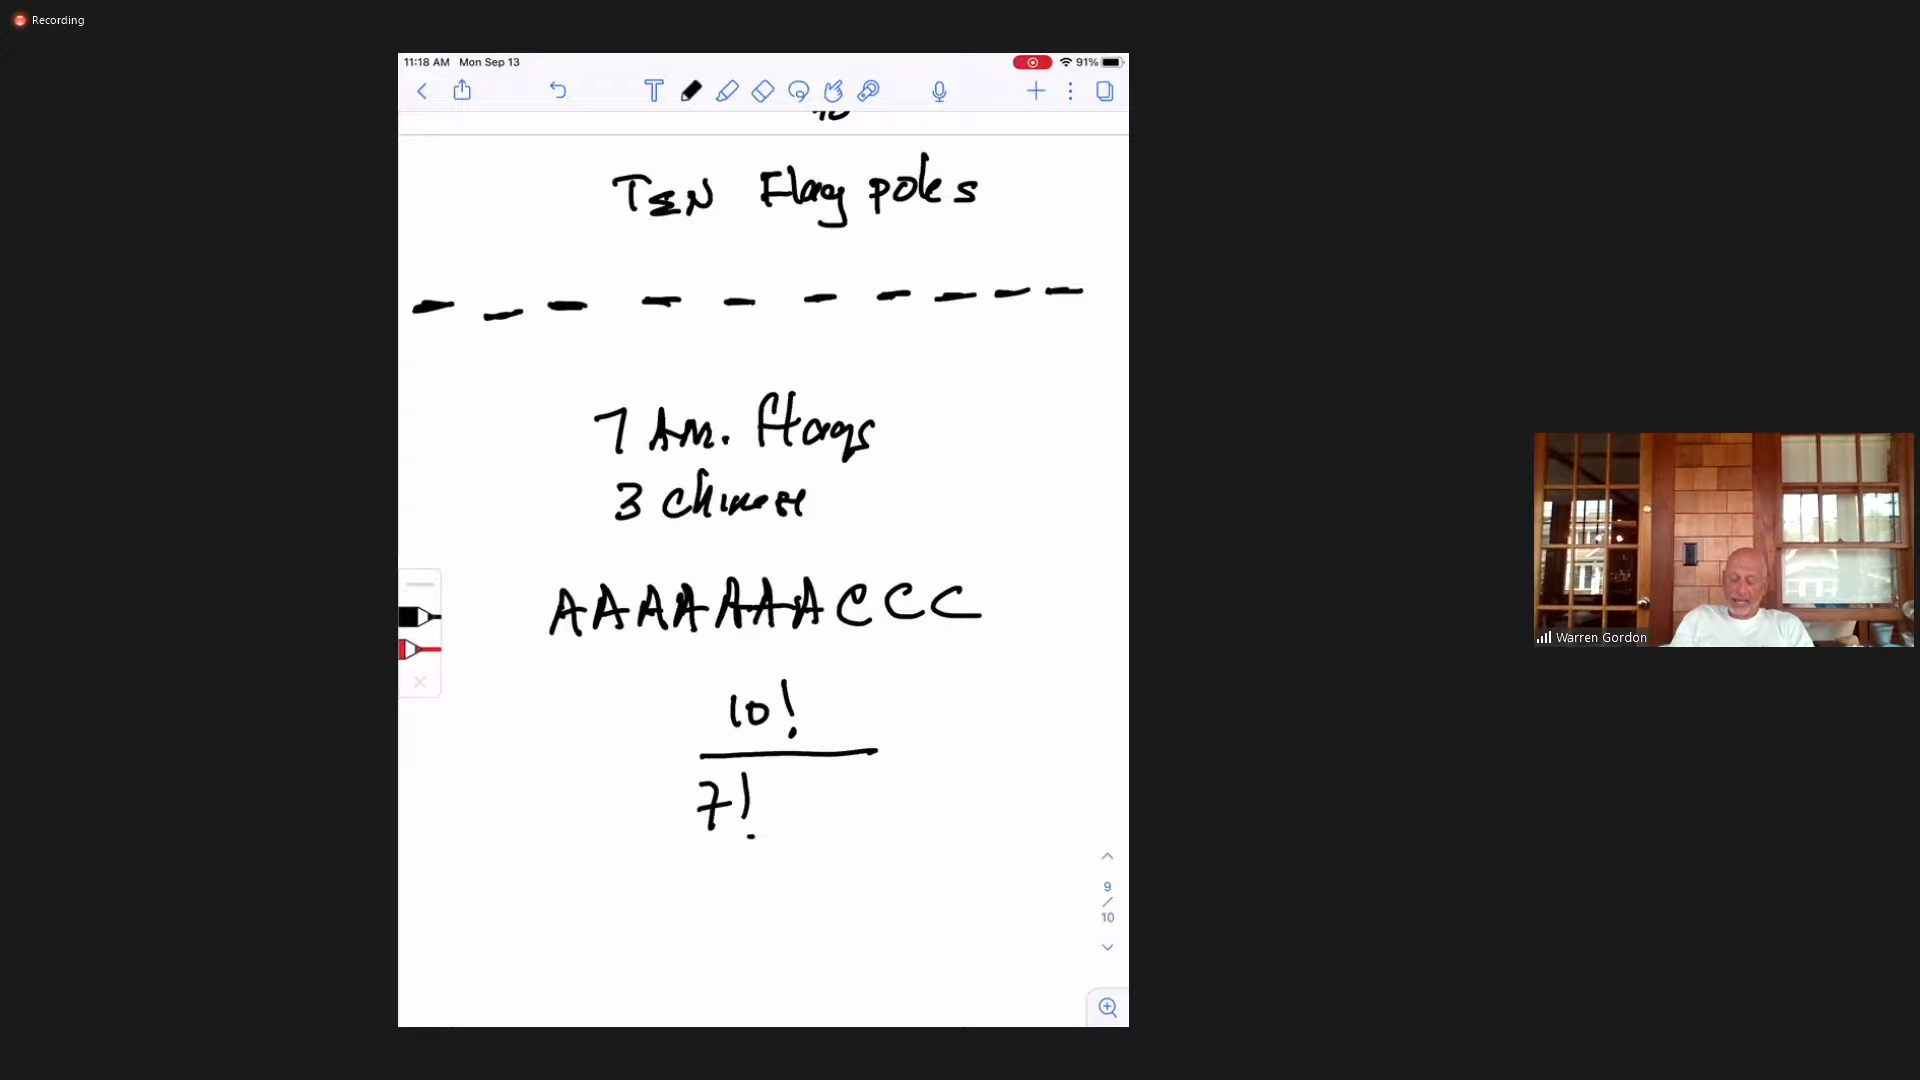 Recording
11:18 AM Mon Sep 13
91%
T
TEN Flag poles
7 Am. flags
3 Chinese
AAAAAAACCC
10!
7!
9
/
10
Warren Gordon